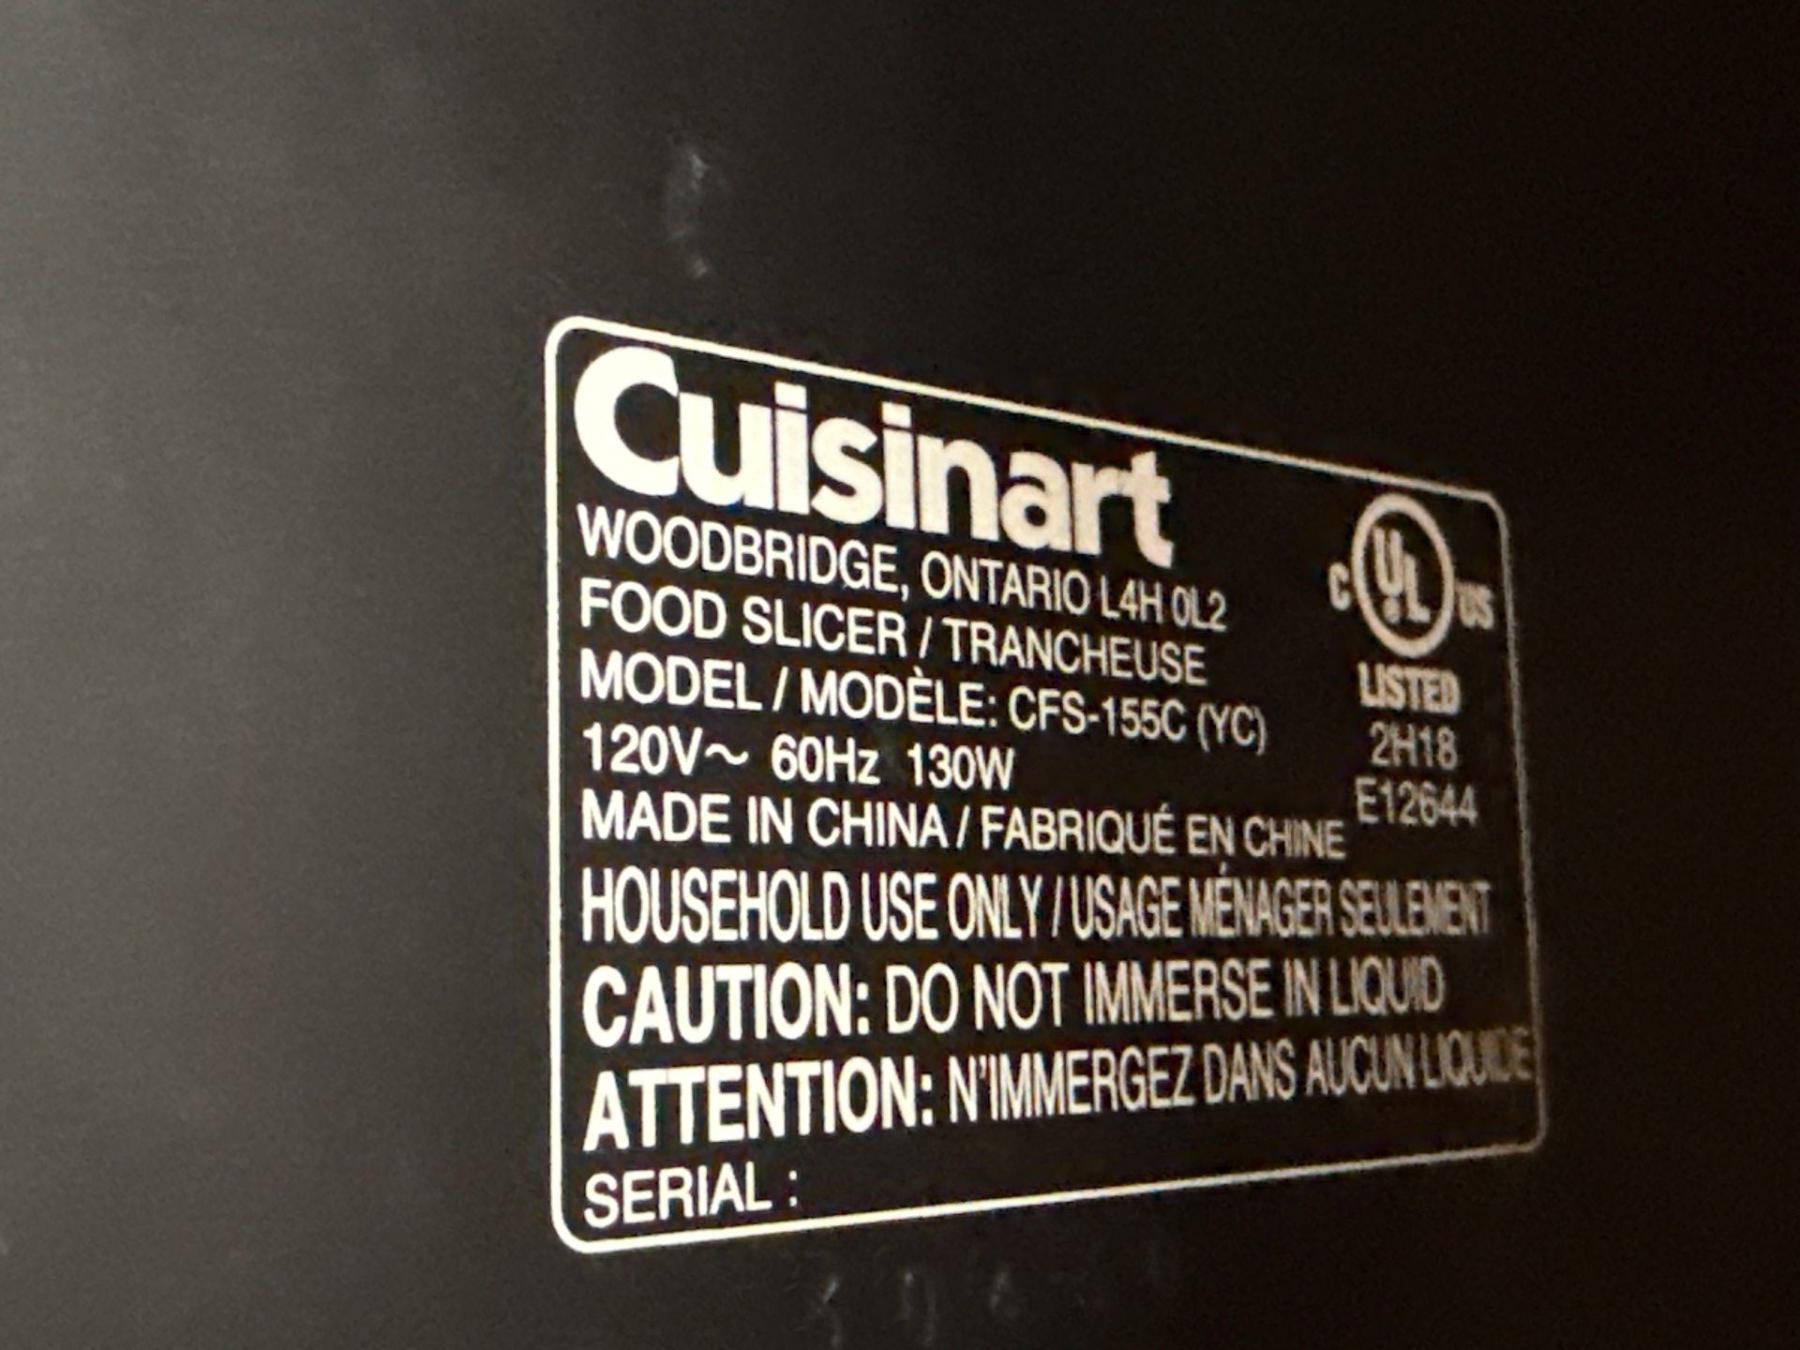 Cuisinart
WOODBRIDGE, ONTARIO L4H 0L2
FOOD SLICER / TRANCHEUSE
MODEL / MODÈLE: CFS-155C (YC)
120V~ 60Hz 130W
MADE IN CHINA / FABRIQUÉ EN CHINE
HOUSEHOLD USE ONLY / USAGE MÉNAGER SEULEMENT
CAUTION: DO NOT IMMERSE IN LIQUID
ATTENTION: N'IMMERGEZ DANS AUCUN LIQUIDE
SERIAL :
C UL US
LISTED
2H18
E12644